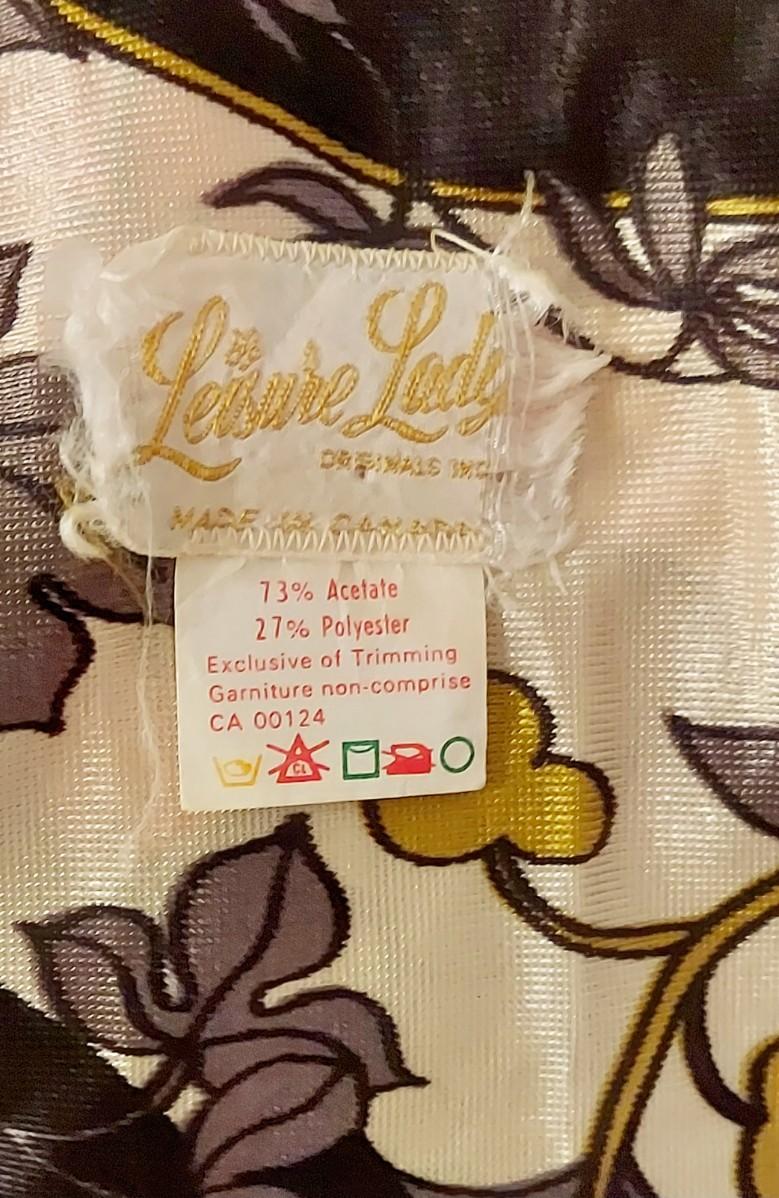 Leisure Lady
ORIGINALS INC.
MADE IN CANADA
73% Acetate
27% Polyester
Exclusive of Trimming
Garniture non-comprise
CA 00124
CL